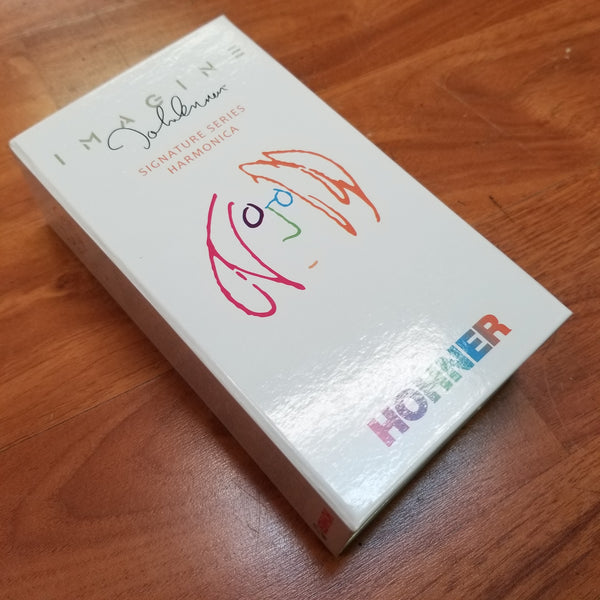 IMAGINE
John Lennon
SIGNATURE SERIES
HARMONICA
HOHNER